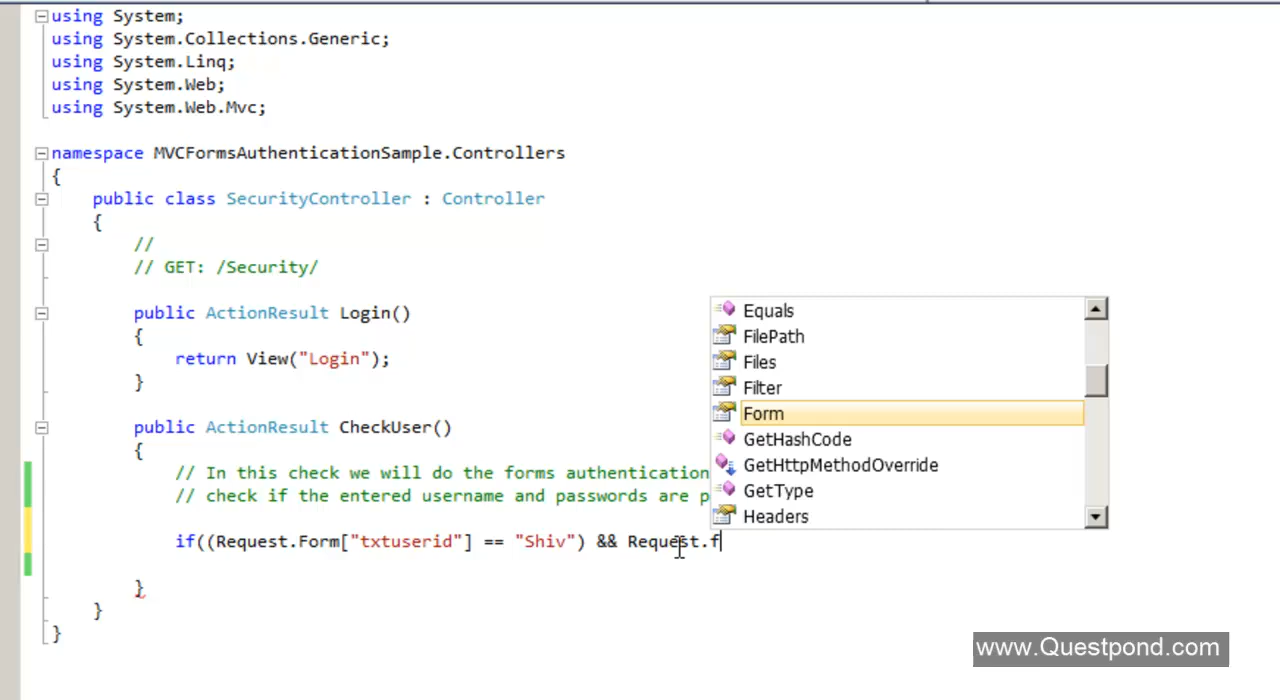 using System;
using System.Collections.Generic;
using System.Linq;
using System.Web;
using System.Web.Mvc;
namespace MVCFormsAuthenticationSample.Controllers
{
public class SecurityController : Controller
{
//
// GET: /Security/
public ActionResult Login()
{
return View("Login");
}
public ActionResult CheckUser()
{
// In this check we will do the forms authentication
// check if the entered username and passwords are p
if((Request.Form["txtuserid"] == "Shiv") && Request.f
}
}
}
Equals
FilePath
Files
Filter
Form
GetHashCode
GetHttpMethodOverride
GetType
Headers
www.Questpond.com